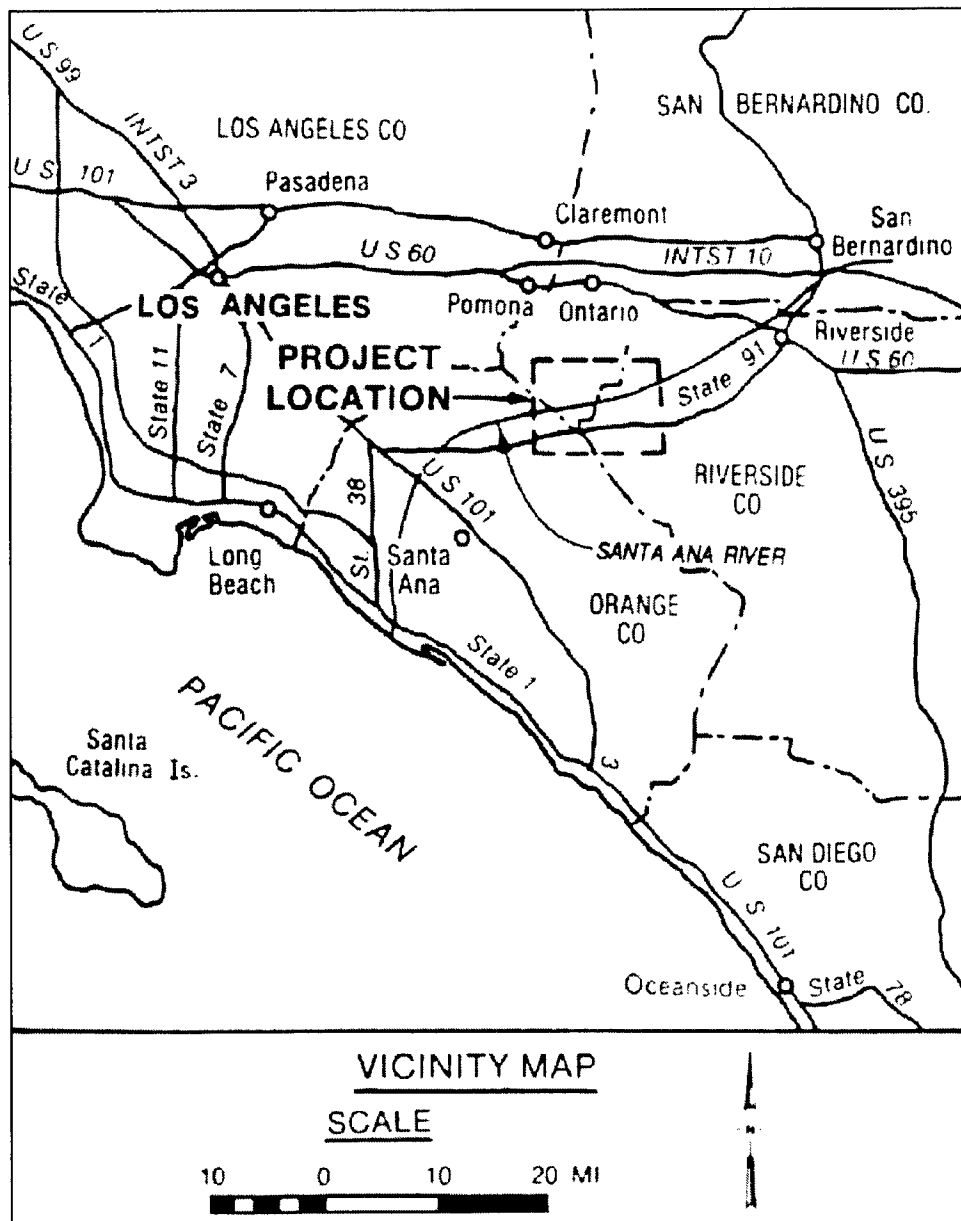 US 99
SAN BERNARDINO CO.
LOS ANGELES CO
INTST 3
U S 101
Pasadena
Claremont
San
Bernardino
U S 60
INTST 10
State 1
LOS ANGELES
Pomona
Ontario
Riverside
U S 60
PROJECT
LOCATION
State 91
State 11
State 7
U S 101
RIVERSIDE
CO
U S 395
St. 38
SANTA ANA RIVER
Long
Beach
Santa
Ana
ORANGE
CO
State 1
PACIFIC OCEAN
Santa
Catalina Is.
3
SAN DIEGO
CO
U S 101
Oceanside
State 78
VICINITY MAP
SCALE
N
10 0 10 20 MI